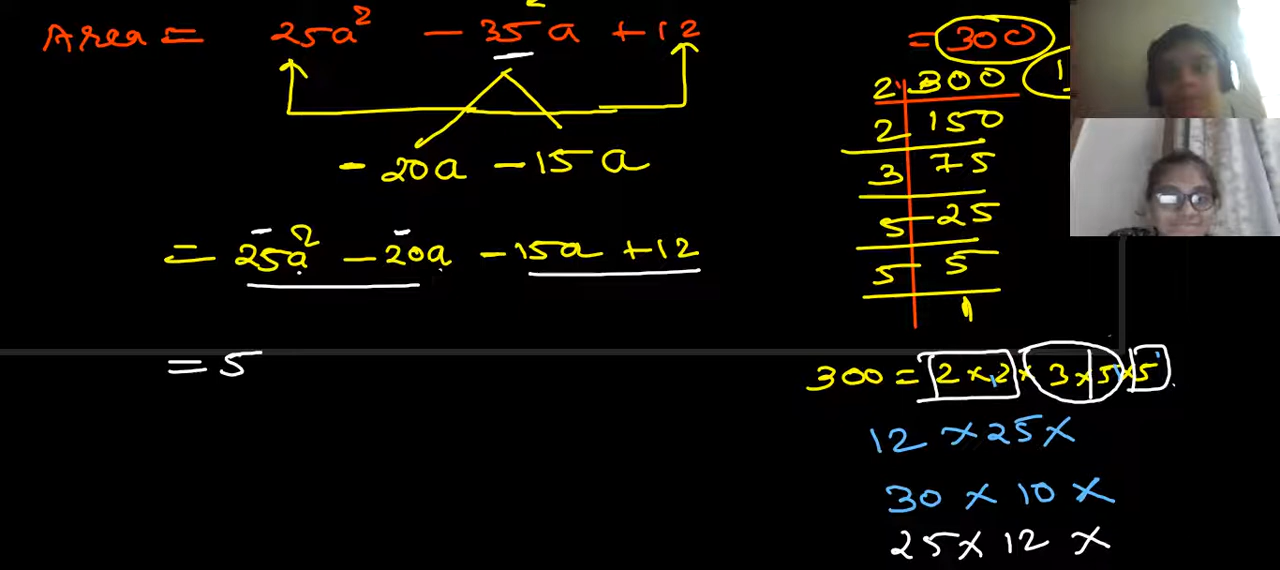 Area = 25a² - 35a + 12
- 20a - 15a
= 25a² - 20a - 15a + 12
= 5
= 300
2 300
2 150
3 75
5 25
5 5
1
300 = 2 × 2 × 3 × 5 × 5
12 × 25 ×
30 × 10 ×
25 × 12 ×